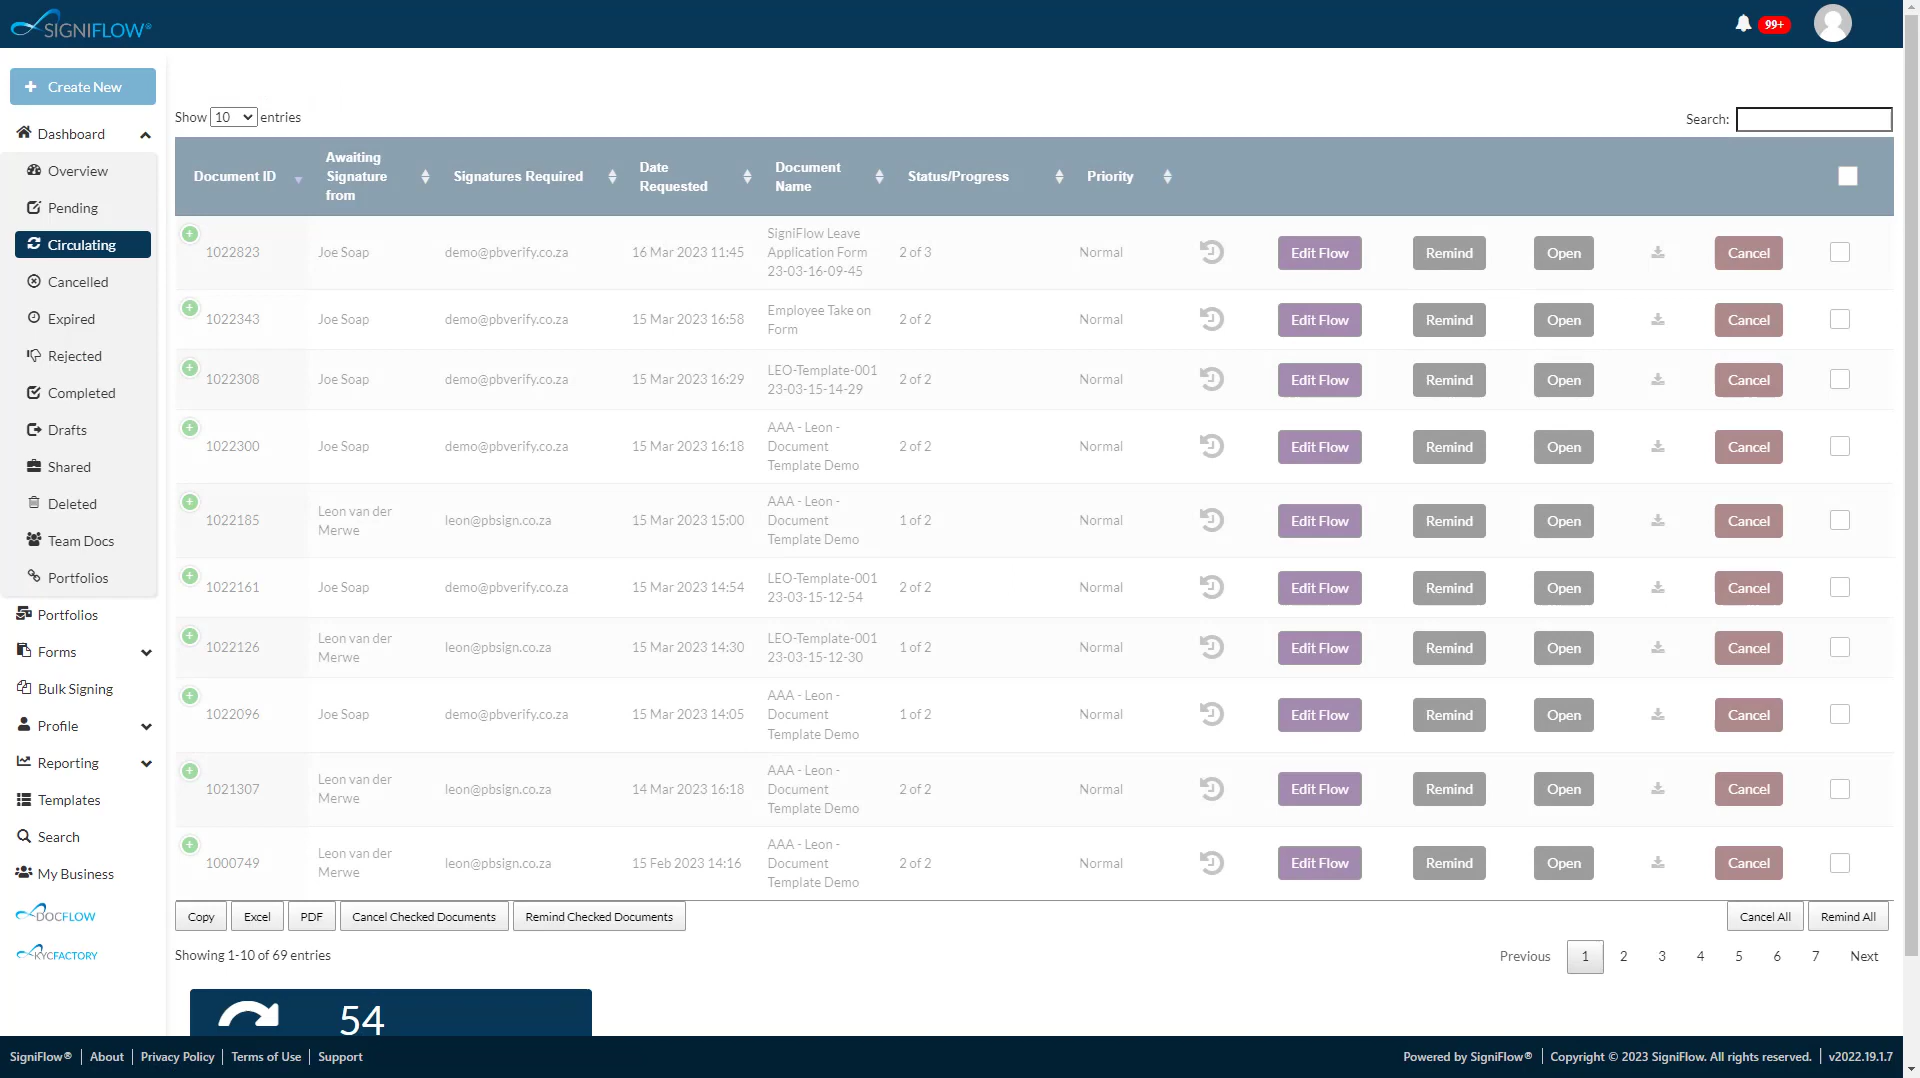 SIGNIFLOW®
99+
Create New
Show 10 entries
Search:
Dashboard
Overview
Pending
Circulating
Cancelled
Expired
Rejected
Completed
Drafts
Shared
Deleted
Team Docs
Portfolios
Portfolios
Forms
Bulk Signing
Profile
Reporting
Templates
Search
My Business
DOCFLOW
KYCFACTORY
Document ID
Awaiting
Signature
from
Signatures Required
Date
Requested
Document
Name
Status/Progress
Priority
1022823 Joe Soap demo@pbverify.co.za 16 Mar 2023 11:45
SigniFlow Leave
Application Form
23-03-16-09-45
2 of 3 Normal Edit Flow Remind Open Cancel
1022343 Joe Soap demo@pbverify.co.za 15 Mar 2023 16:58
Employee Take on
Form
2 of 2 Normal Edit Flow Remind Open Cancel
1022308 Joe Soap demo@pbverify.co.za 15 Mar 2023 16:29
LEO-Template-001
23-03-15-14-29
2 of 2 Normal Edit Flow Remind Open Cancel
1022300 Joe Soap demo@pbverify.co.za 15 Mar 2023 16:18
AAA - Leon -
Document
Template Demo
2 of 2 Normal Edit Flow Remind Open Cancel
1022185
Leon van der
Merwe
leon@pbsign.co.za 15 Mar 2023 15:00
AAA - Leon -
Document
Template Demo
1 of 2 Normal Edit Flow Remind Open Cancel
1022161 Joe Soap demo@pbverify.co.za 15 Mar 2023 14:54
LEO-Template-001
23-03-15-12-54
2 of 2 Normal Edit Flow Remind Open Cancel
1022126
Leon van der
Merwe
leon@pbsign.co.za 15 Mar 2023 14:30
LEO-Template-001
23-03-15-12-30
1 of 2 Normal Edit Flow Remind Open Cancel
1022096 Joe Soap demo@pbverify.co.za 15 Mar 2023 14:05
AAA - Leon -
Document
Template Demo
1 of 2 Normal Edit Flow Remind Open Cancel
1021307
Leon van der
Merwe
leon@pbsign.co.za 14 Mar 2023 16:18
AAA - Leon -
Document
Template Demo
2 of 2 Normal Edit Flow Remind Open Cancel
1000749
Leon van der
Merwe
leon@pbsign.co.za 15 Feb 2023 14:16
AAA - Leon -
Document
Template Demo
2 of 2 Normal Edit Flow Remind Open Cancel
Copy Excel PDF Cancel Checked Documents Remind Checked Documents Cancel All Remind All
Showing 1-10 of 69 entries
Previous 1 2 3 4 5 6 7 Next
54
SigniFlow® About Privacy Policy Terms of Use Support
Powered by SigniFlow® Copyright © 2023 SigniFlow. All rights reserved. v2022.19.1.7